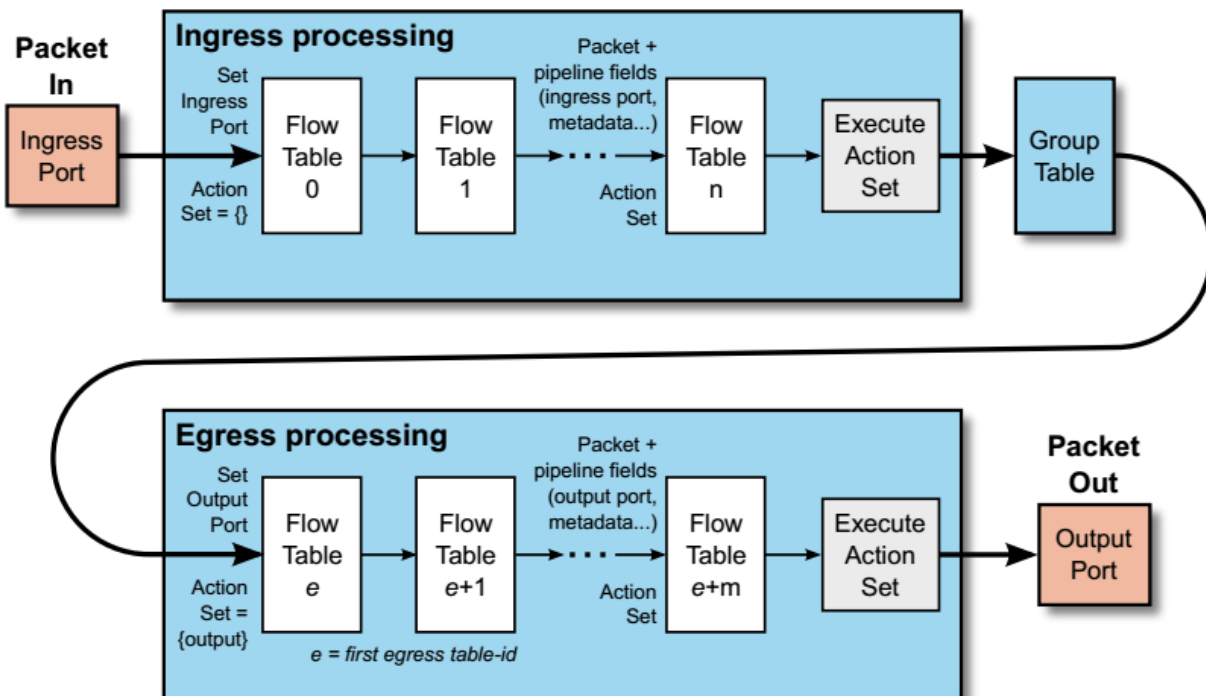 Packet
In
Ingress
Port
Ingress processing
Set
Ingress
Port
Action
Set = {}
Flow
Table
0
Flow
Table
1
Packet +
pipeline fields
(ingress port,
metadata...)
Action
Set
Flow
Table
n
Execute
Action
Set
Group
Table
Egress processing
Set
Output
Port
Action
Set =
{output}
Flow
Table
e
Flow
Table
e+1
Packet +
pipeline fields
(output port,
metadata...)
Action
Set
Flow
Table
e+m
Execute
Action
Set
e = first egress table-id
Packet
Out
Output
Port